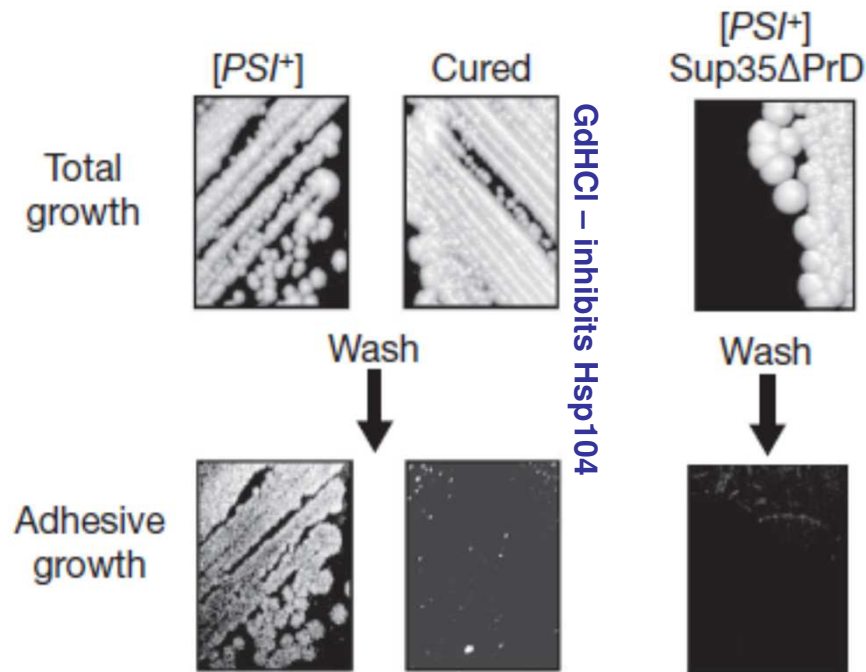 [PSI+]
Cured
[PSI+]
Sup35ΔPrD
Total
growth
GdHCl – inhibits Hsp104
Wash
Wash
Adhesive
growth